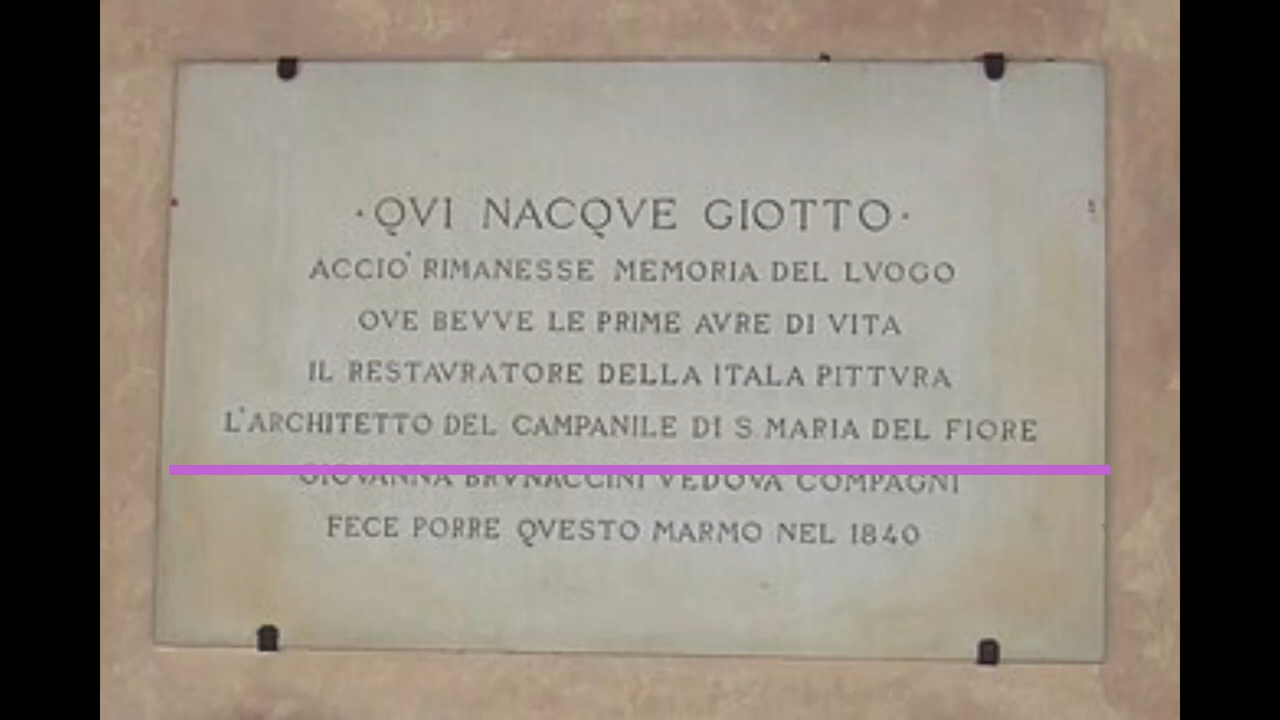 ·QVI NACQVE GIOTTO·
ACCIO' RIMANESSE MEMORIA DEL LVOGO
OVE BEVVE LE PRIME AVRE DI VITA
IL RESTAVRATORE DELLA ITALA PITTVRA
L'ARCHITETTO DEL CAMPANILE DI S. MARIA DEL FIORE
GIOVANNA BRVNACCINI VEDOVA COMPAGNI
FECE PORRE QVESTO MARMO NEL 1840